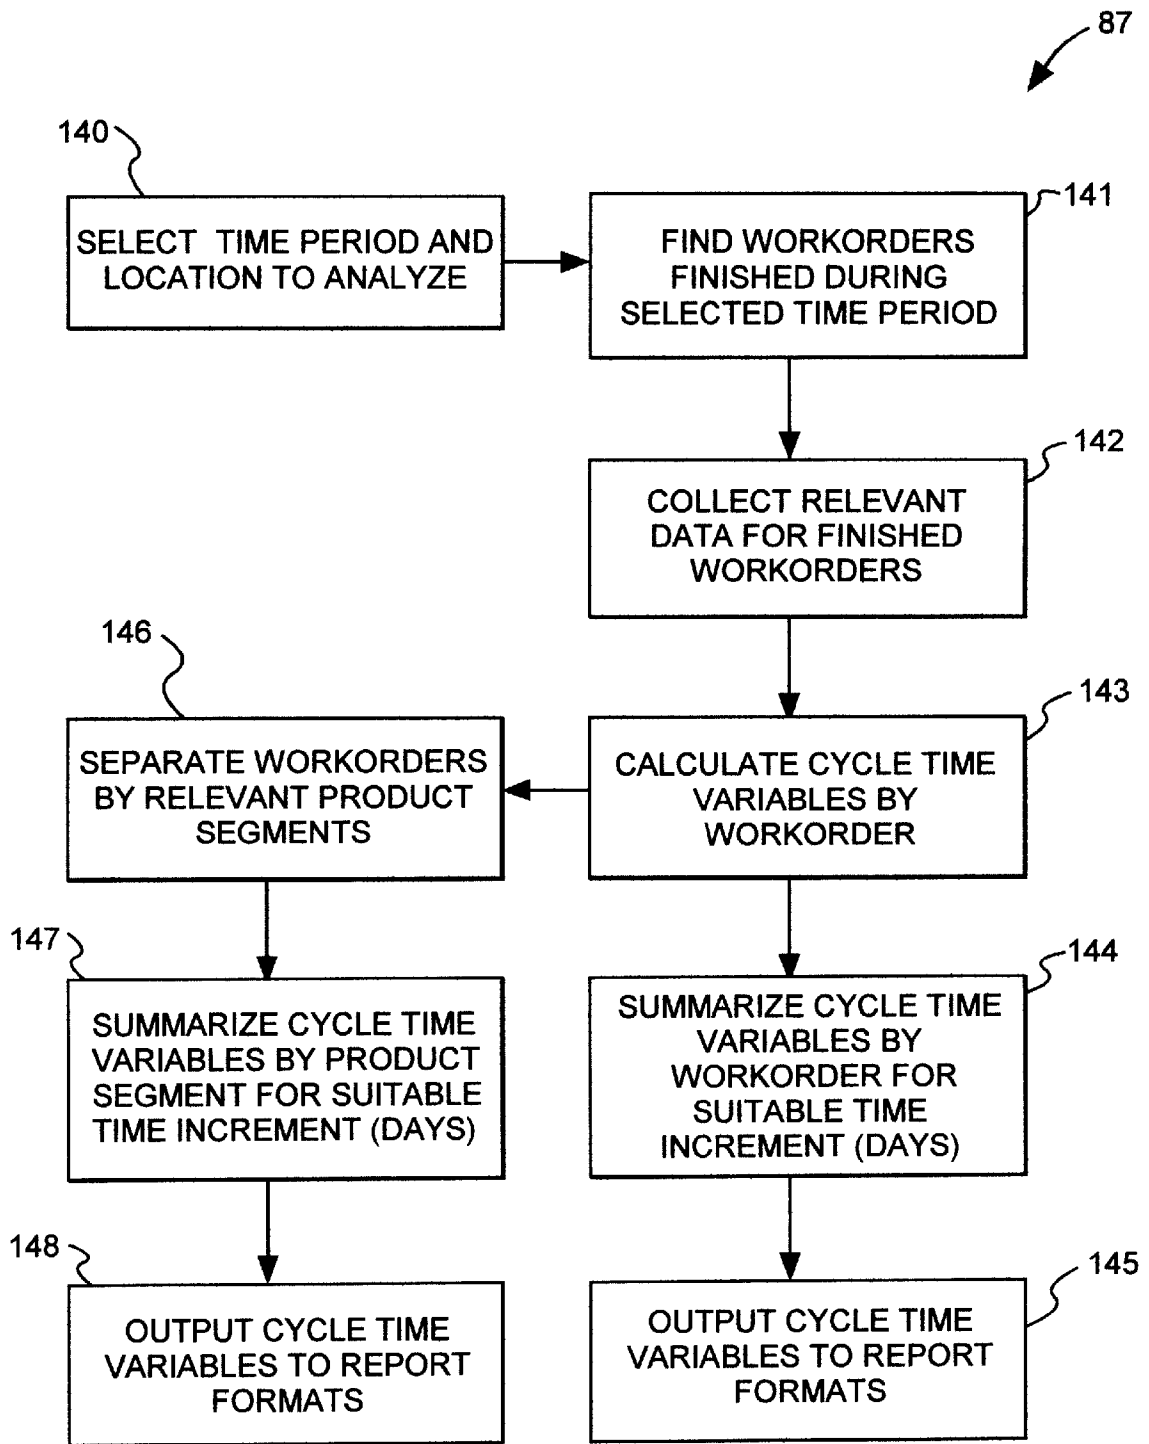 87
140
SELECT TIME PERIOD AND
LOCATION TO ANALYZE
141
FIND WORKORDERS
FINISHED DURING
SELECTED TIME PERIOD
142
COLLECT RELEVANT
DATA FOR FINISHED
WORKORDERS
143
CALCULATE CYCLE TIME
VARIABLES BY
WORKORDER
146
SEPARATE WORKORDERS
BY RELEVANT PRODUCT
SEGMENTS
147
SUMMARIZE CYCLE TIME
VARIABLES BY PRODUCT
SEGMENT FOR SUITABLE
TIME INCREMENT (DAYS)
144
SUMMARIZE CYCLE TIME
VARIABLES BY
WORKORDER FOR
SUITABLE TIME
INCREMENT (DAYS)
148
OUTPUT CYCLE TIME
VARIABLES TO REPORT
FORMATS
145
OUTPUT CYCLE TIME
VARIABLES TO REPORT
FORMATS